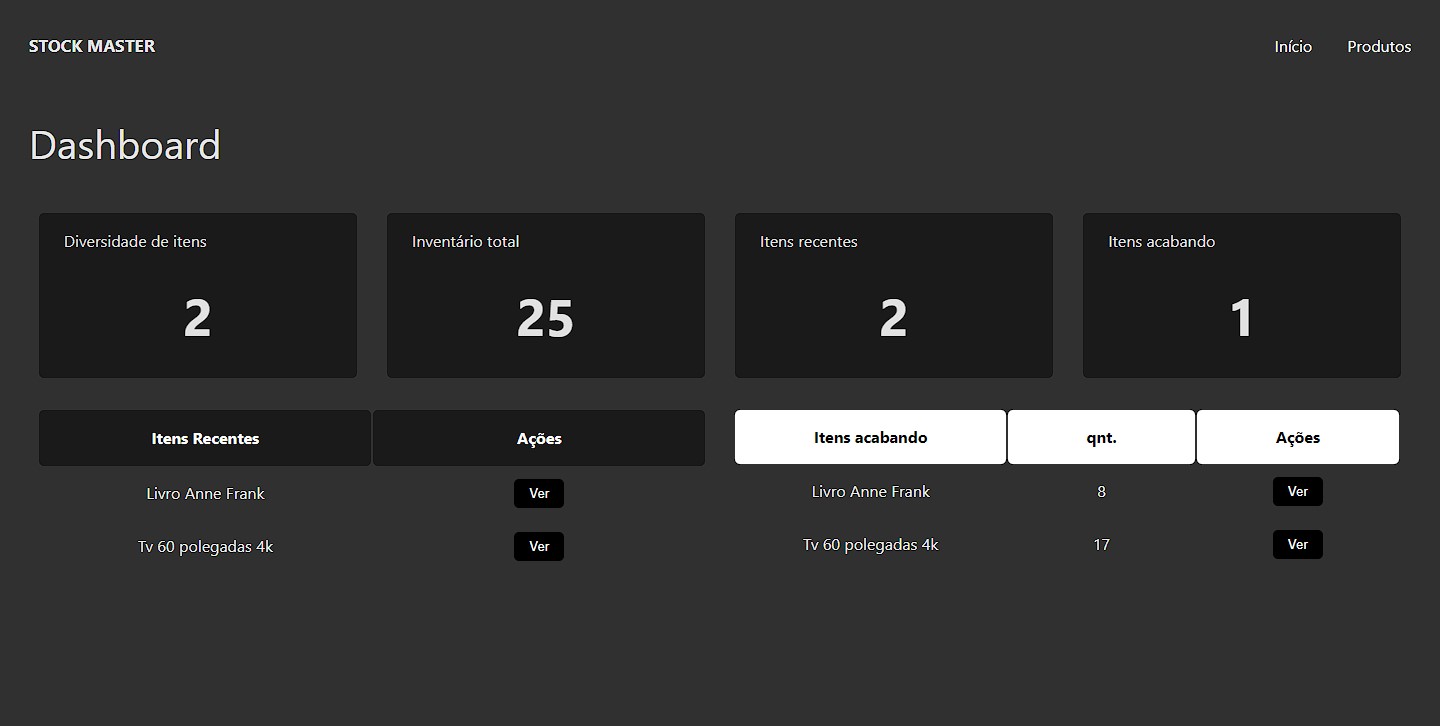 STOCK MASTER
Início Produtos
Dashboard
Diversidade de itens
2
Inventário total
25
Itens recentes
2
Itens acabando
1
Itens Recentes Ações
Livro Anne Frank Ver
Tv 60 polegadas 4k Ver
Itens acabando qnt. Ações
Livro Anne Frank 8 Ver
Tv 60 polegadas 4k 17 Ver